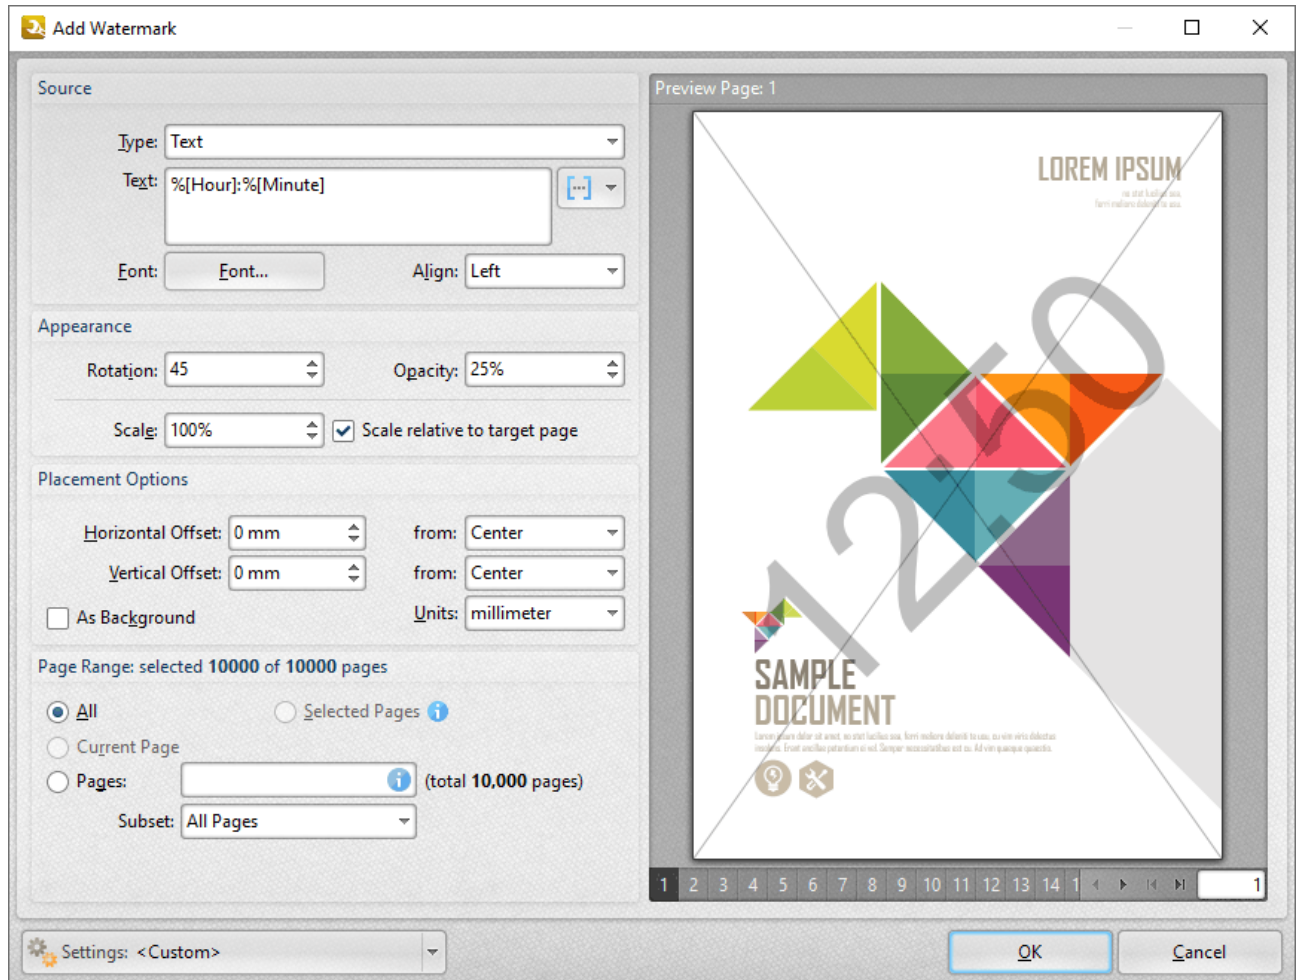 Add Watermark
Source
Type: Text
Text: %[Hour]:%[Minute]
Font: Font... Align: Left
Appearance
Rotation: 45 Opacity: 25%
Scale: 100% Scale relative to target page
Placement Options
Horizontal Offset: 0 mm from: Center
Vertical Offset: 0 mm from: Center
As Background Units: millimeter
Page Range: selected 10000 of 10000 pages
All Selected Pages
Current Page
Pages: (total 10,000 pages)
Subset: All Pages
Settings: <Custom>
Preview Page: 1
LOREM IPSUM
12:50
SAMPLE
DOCUMENT
1 2 3 4 5 6 7 8 9 10 11 12 13 14 1 1
OK Cancel